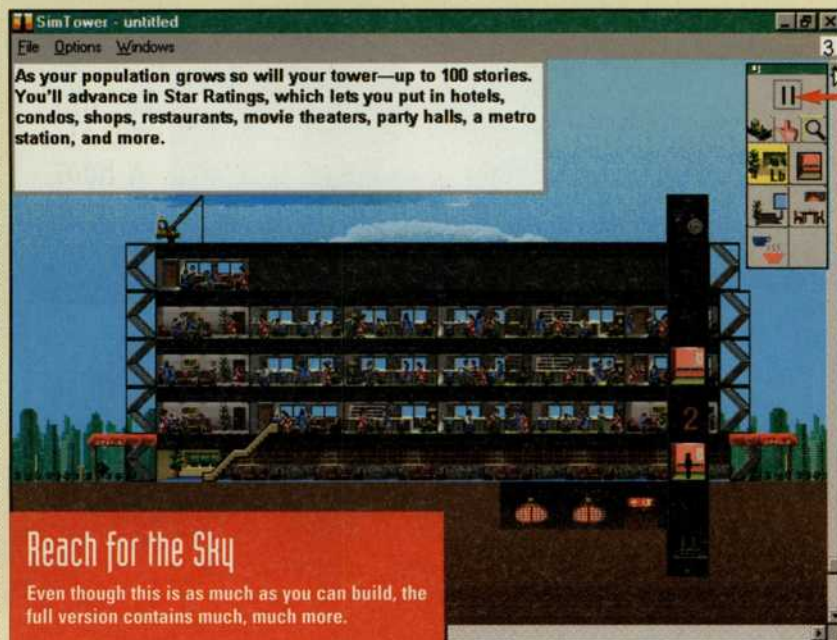 SimTower - untitled
File Options Windows
3
As your population grows so will your tower—up to 100 stories.
You'll advance in Star Ratings, which lets you put in hotels,
condos, shops, restaurants, movie theaters, party halls, a metro
station, and more.
Lb
2
Reach for the Sky
Even though this is as much as you can build, the
full version contains much, much more.